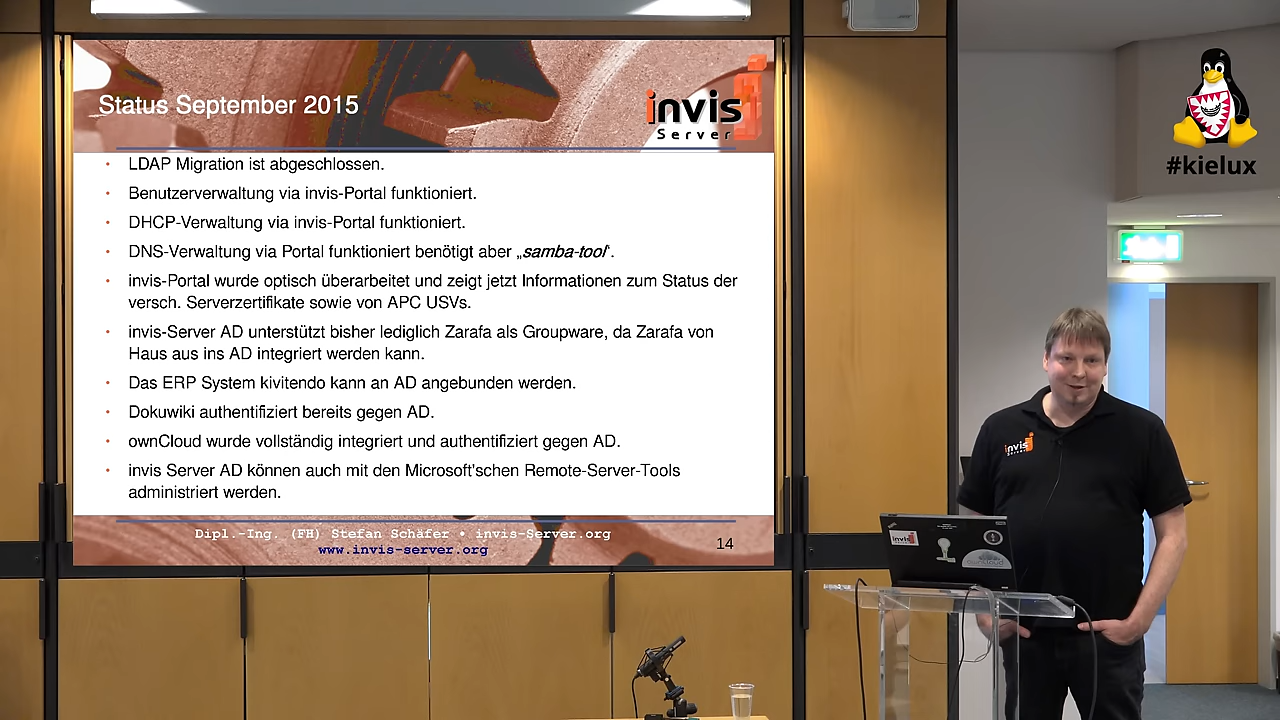 Status September 2015
invis
Server
LDAP Migration ist abgeschlossen.
Benutzerverwaltung via invis-Portal funktioniert.
DHCP-Verwaltung via invis-Portal funktioniert.
DNS-Verwaltung via Portal funktioniert benötigt aber „samba-tool“.
invis-Portal wurde optisch überarbeitet und zeigt jetzt Informationen zum Status der
versch. Serverzertifikate sowie von APC USVs.
invis-Server AD unterstützt bisher lediglich Zarafa als Groupware, da Zarafa von
Haus aus ins AD integriert werden kann.
Das ERP System kivitendo kann an AD angebunden werden.
Dokuwiki authentifiziert bereits gegen AD.
ownCloud wurde vollständig integriert und authentifiziert gegen AD.
invis Server AD können auch mit den Microsoft'schen Remote-Server-Tools
administriert werden.
Dipl.-Ing. (FH) Stefan Schäfer • invis-Server.org
www.invis-server.org
14
#kielux
invis
Server
invis
ownCloud